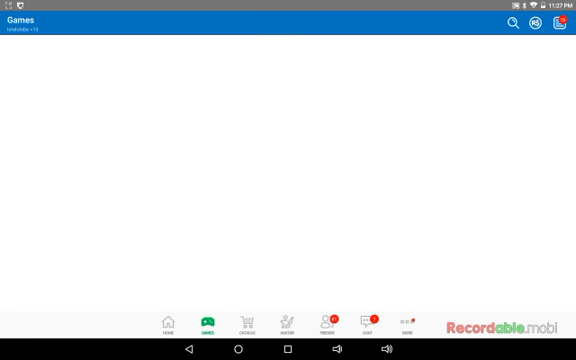 11:27 PM
Games
R$
HOME
GAMES
CATALOG
AVATAR
FRIENDS
CHAT
MORE
Recordable.mobi